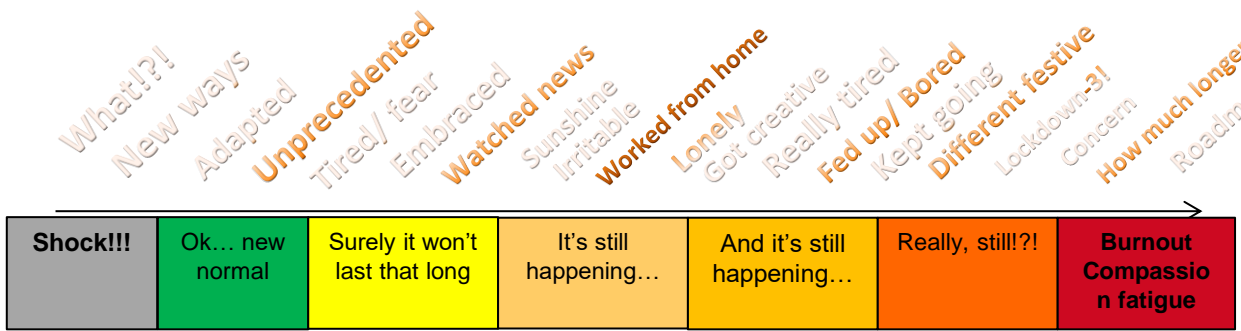 What!?!
New ways
Adapted
Unprecedented
Tired/ fear
Embraced
Watched news
Sunshine
Irritable
Worked from home
Lonely
Got creative
Really tired
Fed up/ Bored
Kept going
Different festive
Lockdown-3!
Concern
How much longer
Roadm
Shock!!!
Ok… new
normal
Surely it won't
last that long
It's still
happening…
And it's still
happening…
Really, still!?!
Burnout
Compassio
n fatigue